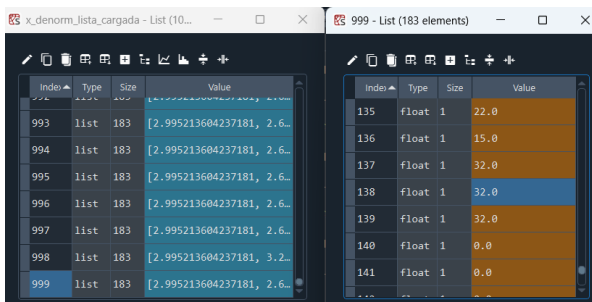 x_denorm_lista_cargada - List (10...
Index Type Size Value
993 list 183 [2.995213604237181, 2.6...
994 list 183 [2.995213604237181, 2.6...
995 list 183 [2.995213604237181, 2.6...
996 list 183 [2.995213604237181, 2.6...
997 list 183 [2.995213604237181, 2.6...
998 list 183 [2.995213604237181, 3.2...
999 list 183 [2.995213604237181, 2.6...
999 - List (183 elements)
Index Type Size Value
135 float 1 22.0
136 float 1 15.0
137 float 1 32.0
138 float 1 32.0
139 float 1 32.0
140 float 1 0.0
141 float 1 0.0